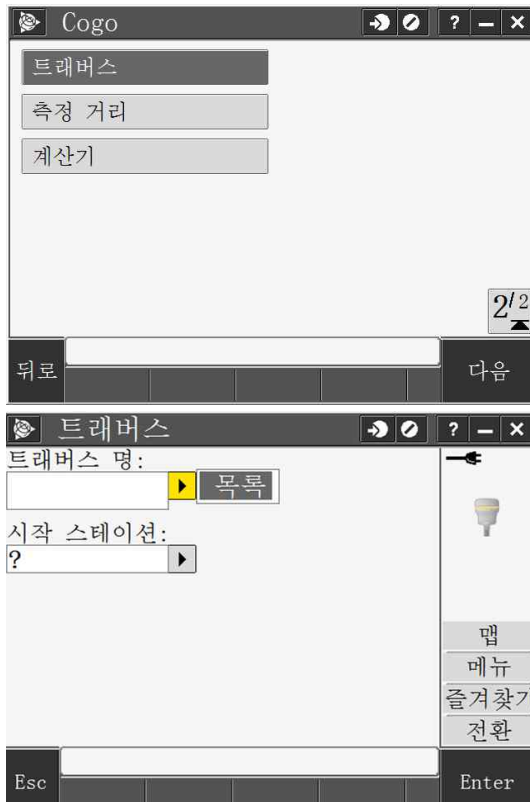 Cogo
? – ×
트래버스
측정 거리
계산기
2/2
뒤로
다음
트래버스
? – ×
트래버스 명:
목록
시작 스테이션:
?
맵
메뉴
즐겨찾기
전환
Esc
Enter